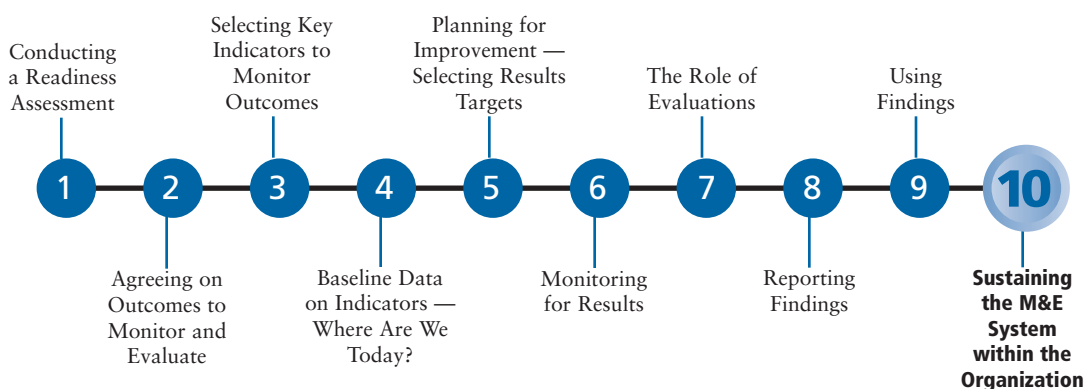 Conducting
a Readiness
Assessment
1
Agreeing on
Outcomes to
Monitor and
Evaluate
2
Selecting Key
Indicators to
Monitor
Outcomes
3
Baseline Data
on Indicators —
Where Are We
Today?
4
Planning for
Improvement —
Selecting Results
Targets
5
Monitoring
for Results
6
The Role of
Evaluations
7
Reporting
Findings
8
Using
Findings
9
10
Sustaining
the M&E
System
within the
Organization